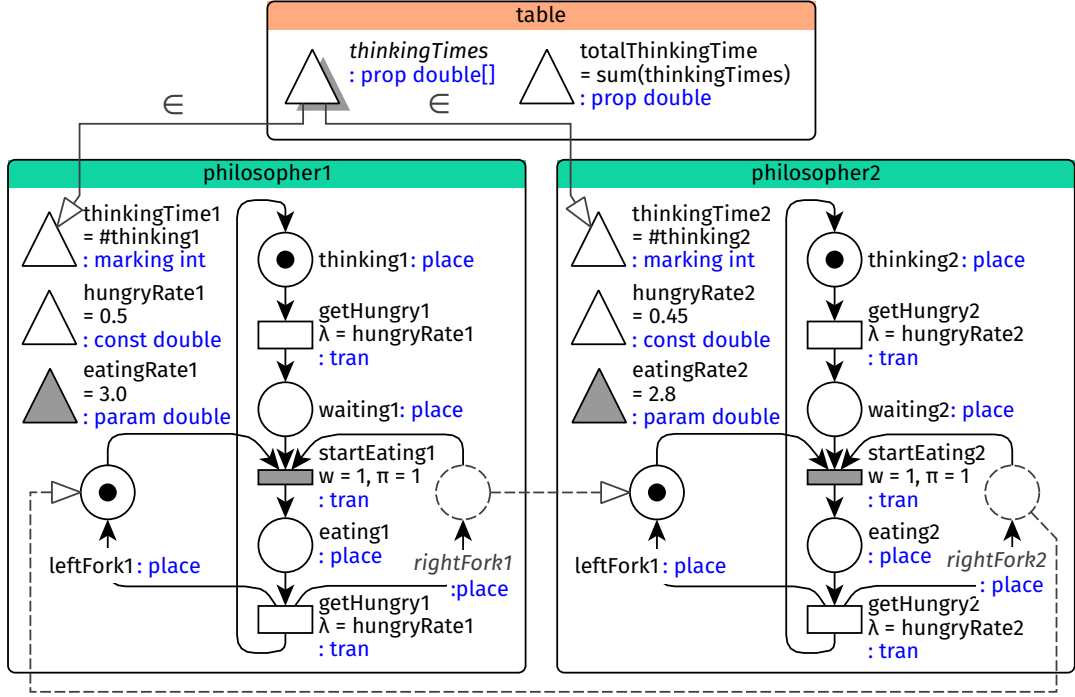 table
thinkingTimes
: prop double[]
totalThinkingTime
= sum(thinkingTimes)
: prop double
∈
∈
philosopher1
thinkingTime1
= #thinking1
: marking int
hungryRate1
= 0.5
: const double
eatingRate1
= 3.0
: param double
thinking1: place
getHungry1
λ = hungryRate1
: tran
waiting1: place
startEating1
w = 1, π = 1
: tran
eating1
: place
leftFork1: place
rightFork1
:place
getHungry1
λ = hungryRate1
: tran
philosopher2
thinkingTime2
= #thinking2
: marking int
hungryRate2
= 0.45
: const double
eatingRate2
= 2.8
: param double
thinking2: place
getHungry2
λ = hungryRate2
: tran
waiting2: place
startEating2
w = 1, π = 1
: tran
eating2
: place
leftFork1: place
rightFork2
: place
getHungry2
λ = hungryRate2
: tran